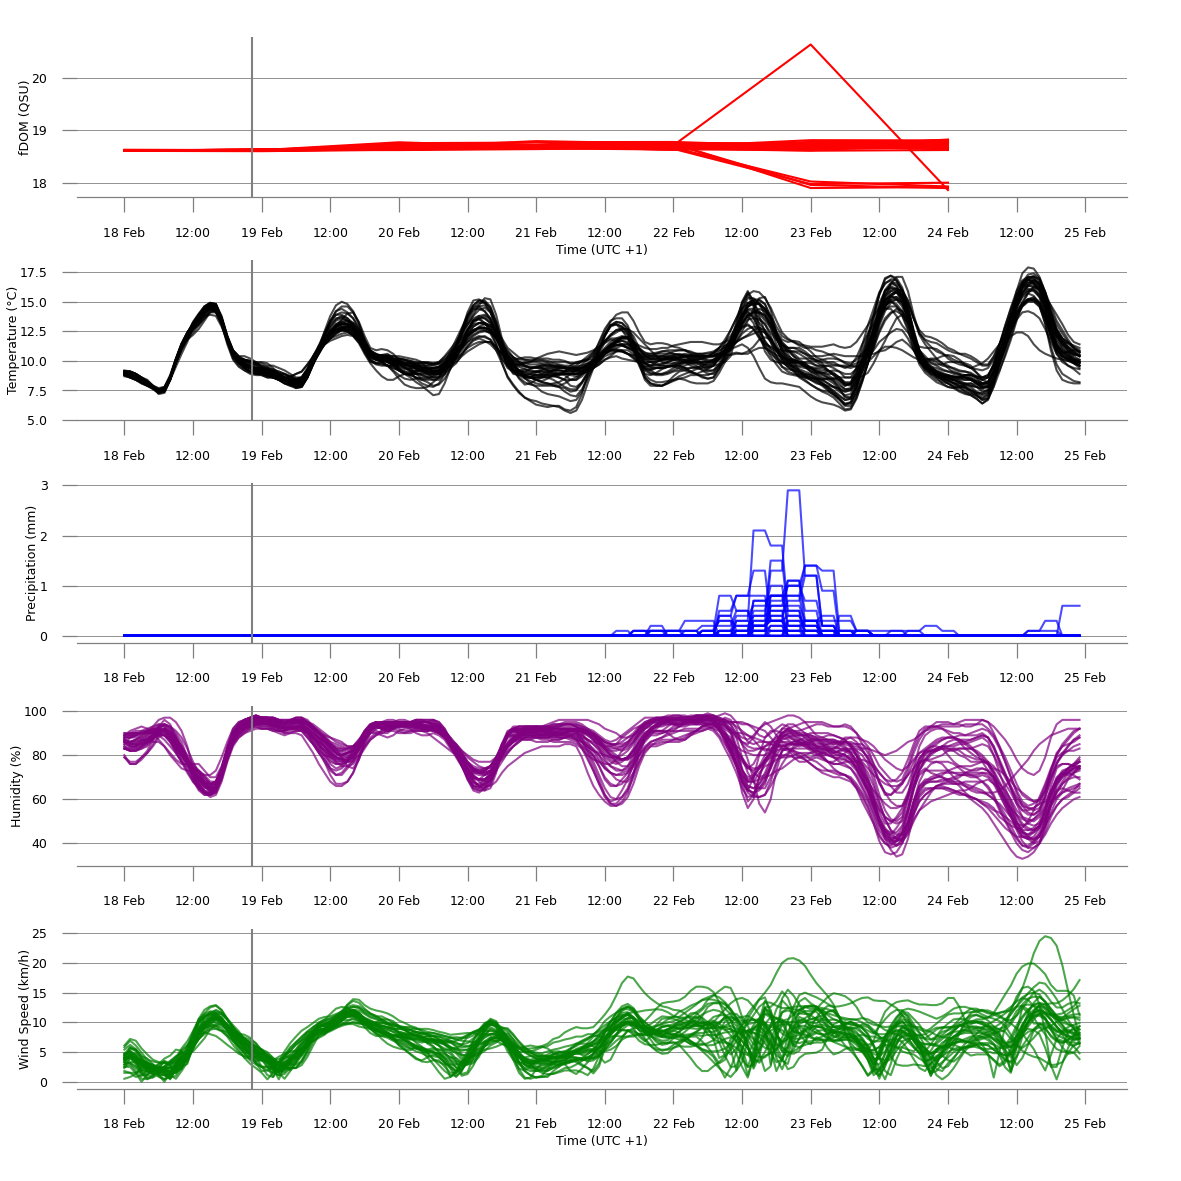 fDOM (QSU)
20
19
18
18 Feb 12:00 19 Feb 12:00 20 Feb 12:00 21 Feb 12:00 22 Feb 12:00 23 Feb 12:00 24 Feb 12:00 25 Feb
Time (UTC +1)
Temperature (°C)
17.5
15.0
12.5
10.0
7.5
5.0
18 Feb 12:00 19 Feb 12:00 20 Feb 12:00 21 Feb 12:00 22 Feb 12:00 23 Feb 12:00 24 Feb 12:00 25 Feb
Precipitation (mm)
3
2
1
0
18 Feb 12:00 19 Feb 12:00 20 Feb 12:00 21 Feb 12:00 22 Feb 12:00 23 Feb 12:00 24 Feb 12:00 25 Feb
Humidity (%)
100
80
60
40
18 Feb 12:00 19 Feb 12:00 20 Feb 12:00 21 Feb 12:00 22 Feb 12:00 23 Feb 12:00 24 Feb 12:00 25 Feb
Wind Speed (km/h)
25
20
15
10
5
0
18 Feb 12:00 19 Feb 12:00 20 Feb 12:00 21 Feb 12:00 22 Feb 12:00 23 Feb 12:00 24 Feb 12:00 25 Feb
Time (UTC +1)